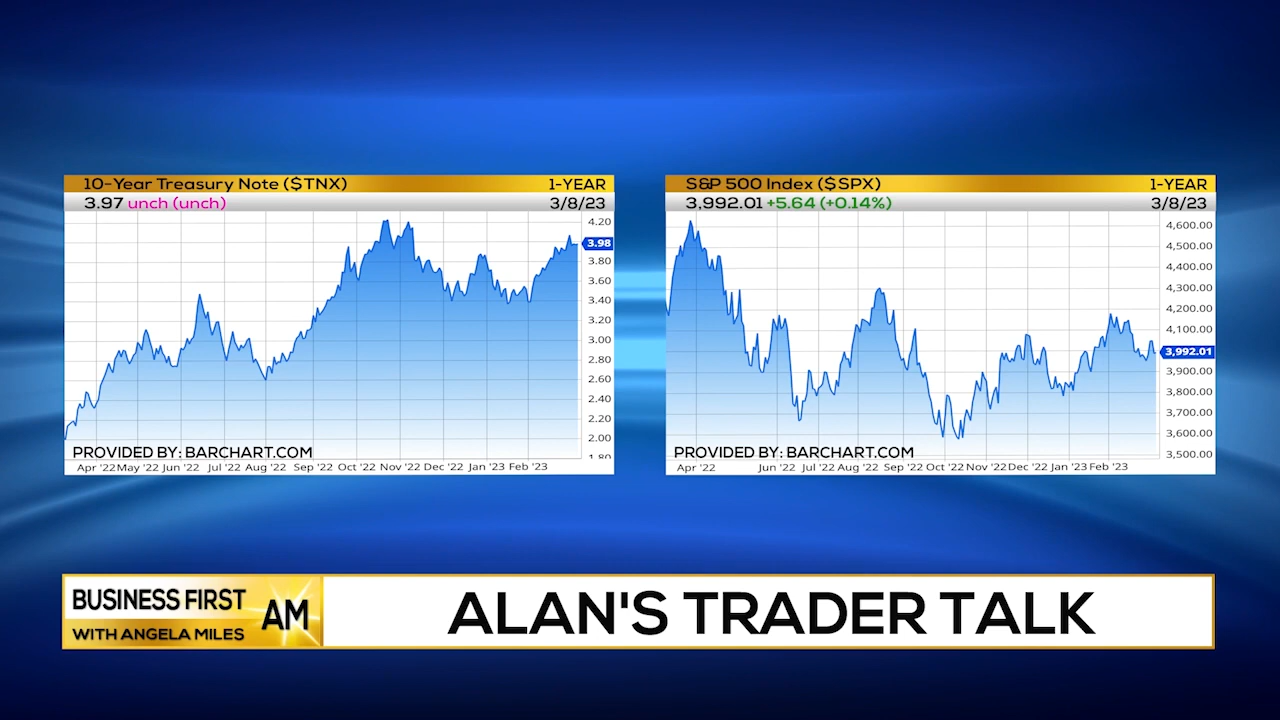 10-Year Treasury Note ($TNX) 1-YEAR
3.97 unch (unch) 3/8/23
4.20
3.98
3.80
3.60
3.40
3.20
3.00
2.80
2.60
2.40
2.20
2.00
1.80
PROVIDED BY: BARCHART.COM
Apr '22 May '22 Jun '22 Jul '22 Aug '22 Sep '22 Oct '22 Nov '22 Dec '22 Jan '23 Feb '23
S&P 500 Index ($SPX) 1-YEAR
3,992.01 +5.64 (+0.14%) 3/8/23
4,600.00
4,500.00
4,400.00
4,300.00
4,200.00
4,100.00
3,992.01
3,900.00
3,800.00
3,700.00
3,600.00
3,500.00
PROVIDED BY: BARCHART.COM
Apr '22 Jun '22 Jul '22 Aug '22 Sep '22 Oct '22 Nov '22 Dec '22 Jan '23 Feb '23
BUSINESS FIRST AM
WITH ANGELA MILES
ALAN'S TRADER TALK